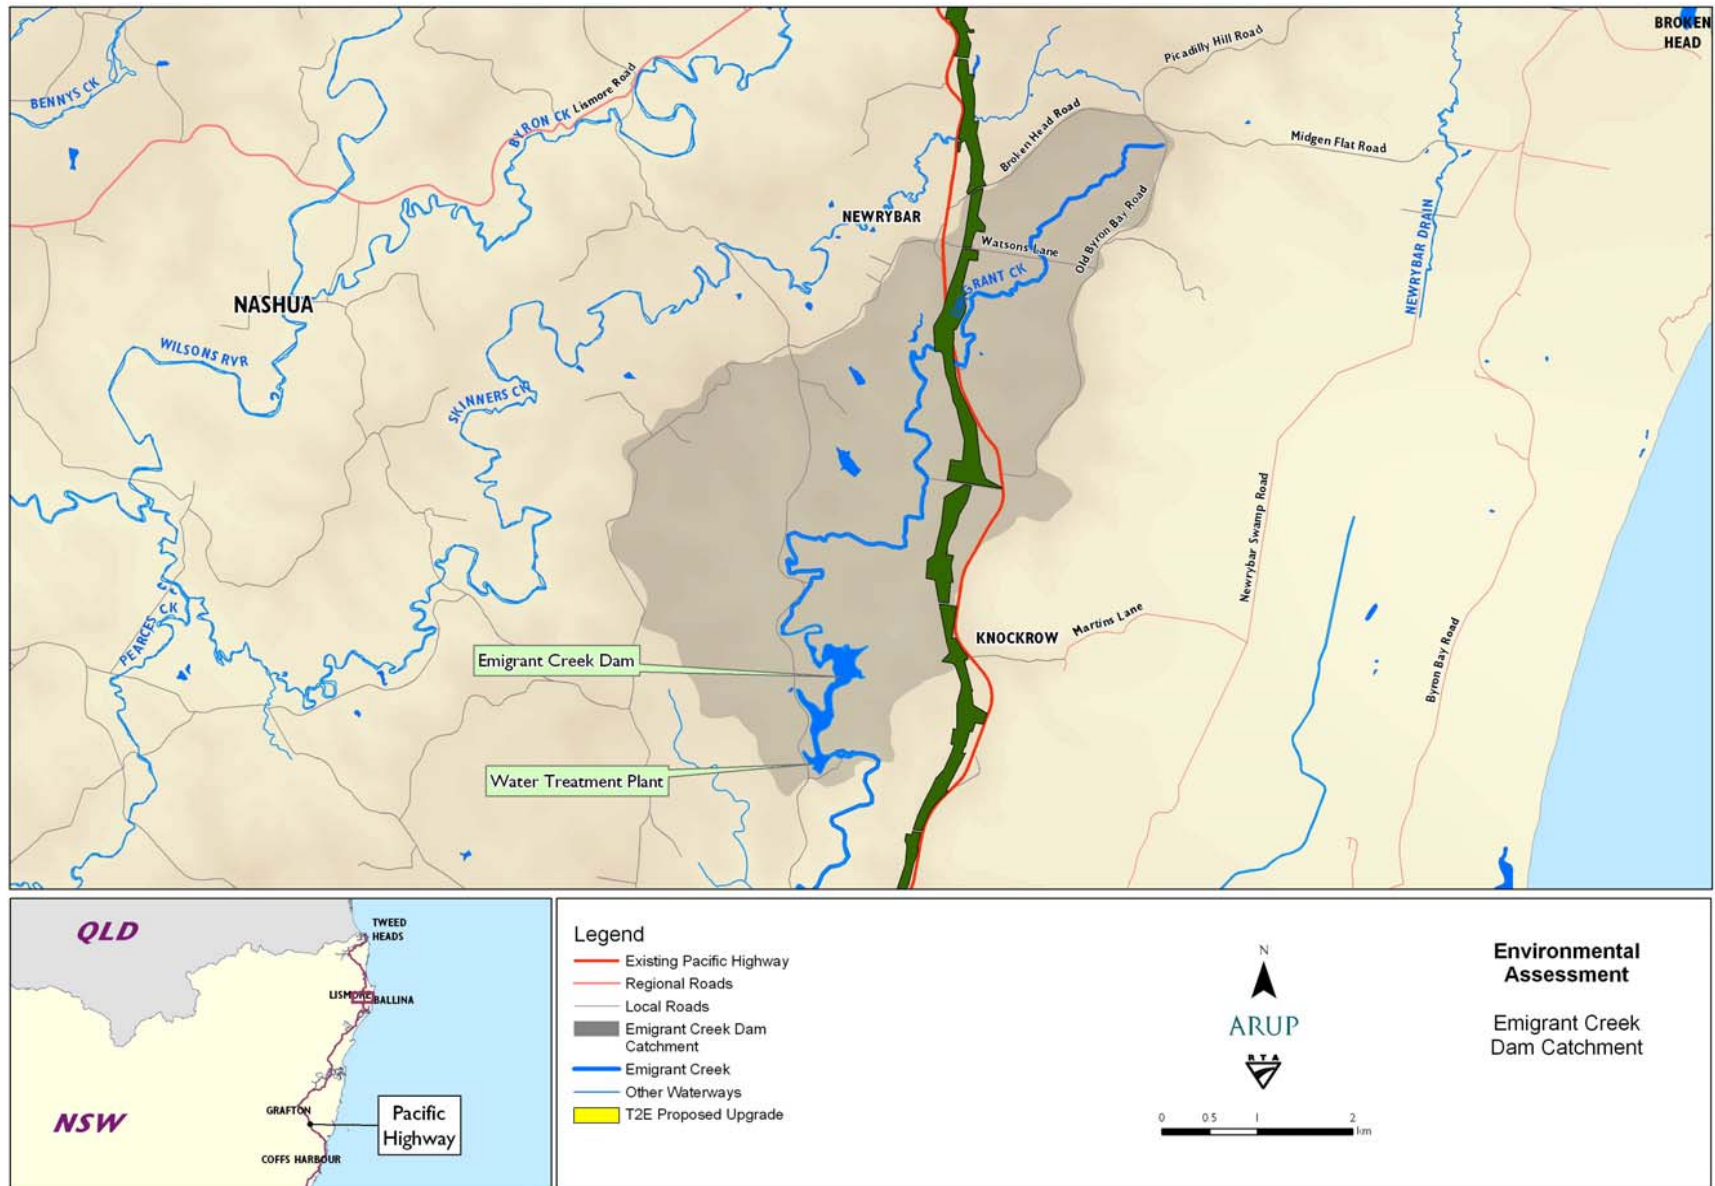 BROKEN
HEAD
Picadilly Hill Road
BENNYS CK
BYRON CK
Lismore Road
Broken Head Road
Midgen Flat Road
NEWRYBAR
Old Byron Bay Road
Watsons Lane
NEWRYBAR DRAIN
GRANT CK
NASHUA
WILSONS RVR
SKINNERS CK
Newrybar Swamp Road
PEARCES CK
KNOCKROW
Martins Lane
Byron Bay Road
Emigrant Creek Dam
Water Treatment Plant
QLD
TWEED
HEADS
LISMORE
BALLINA
NSW
GRAFTON
Pacific
Highway
COFFS HARBOUR
Legend
Existing Pacific Highway
Regional Roads
Local Roads
Emigrant Creek Dam
Catchment
Emigrant Creek
Other Waterways
T2E Proposed Upgrade
N
ARUP
RTA
0 0.5 1 2
km
Environmental
Assessment
Emigrant Creek
Dam Catchment